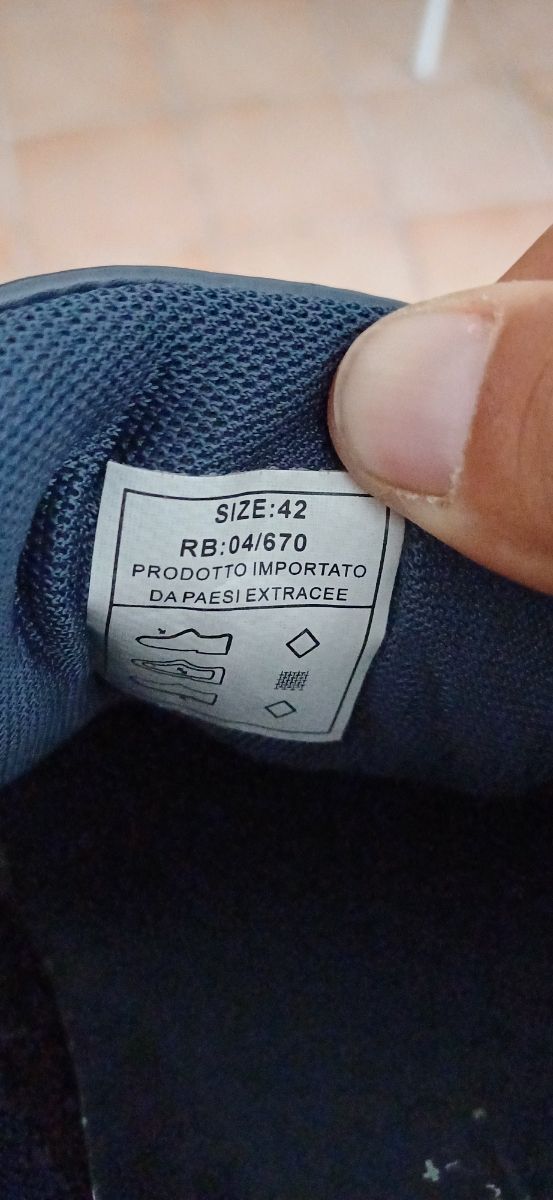 SIZE:42
RB:04/670
PRODOTTO IMPORTATO
DA PAESI EXTRACEE